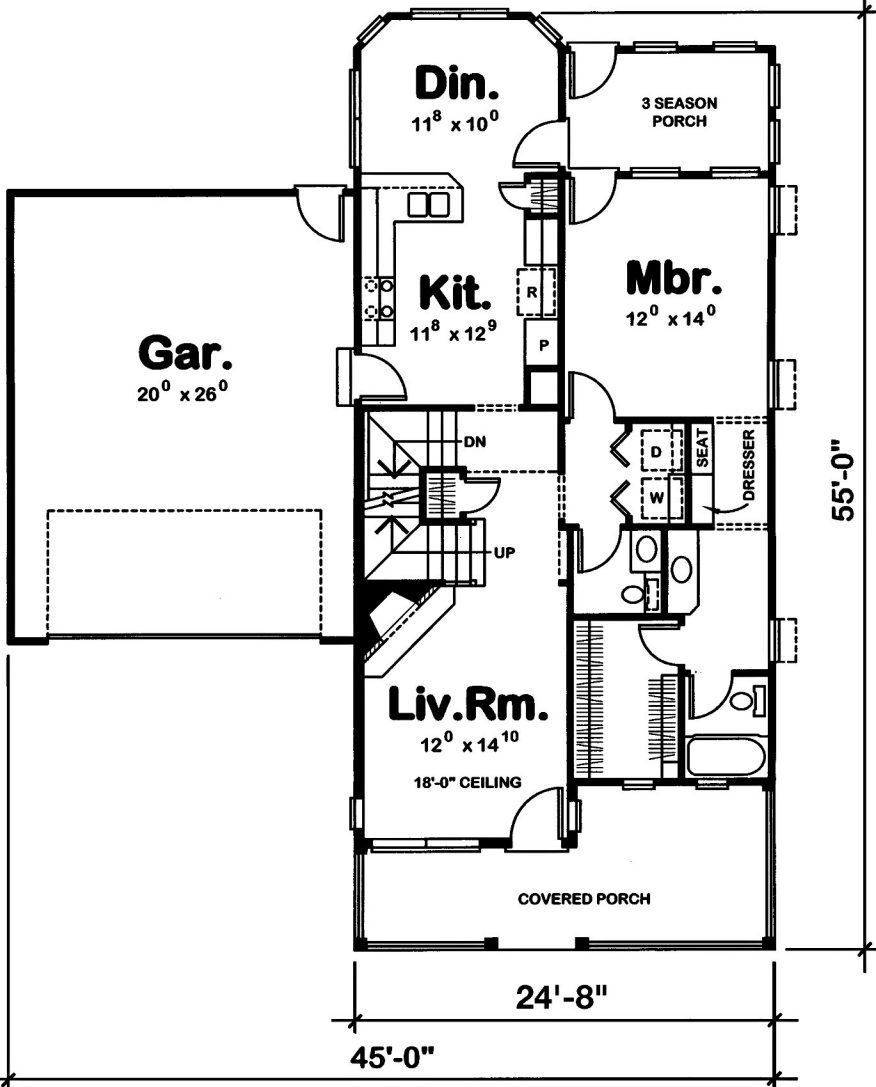 Din.
11⁸ x 10⁰
3 SEASON
PORCH
Kit.
11⁸ x 12⁹
R
P
Mbr.
12⁰ x 14⁰
Gar.
20⁰ x 26⁰
DN
UP
D
W
SEAT
DRESSER
Liv.Rm.
12⁰ x 14¹⁰
18'-0" CEILING
COVERED PORCH
55'-0"
24'-8"
45'-0"